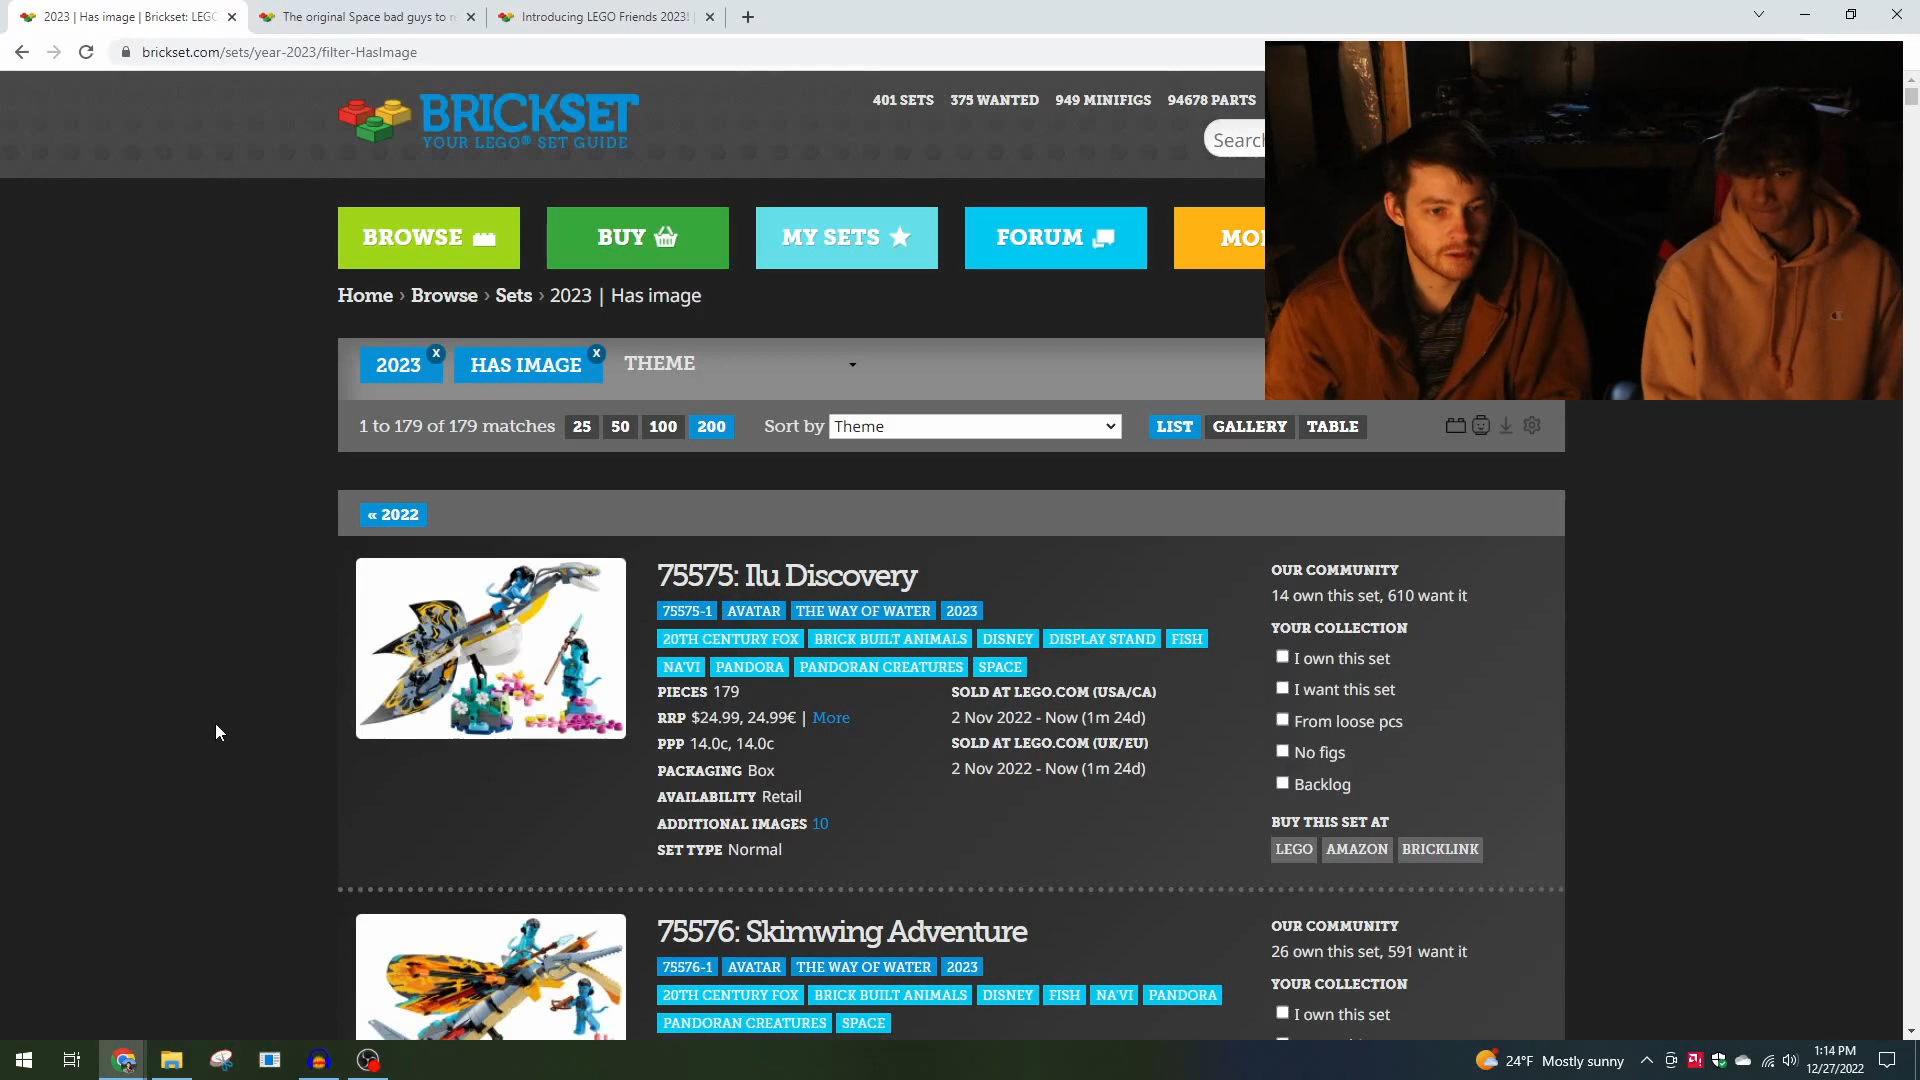 2023 | Has image | Brickset: LEGO
The original Space bad guys to r
Introducing LEGO Friends 2023!
brickset.com/sets/year-2023/filter-HasImage
BRICKSET
YOUR LEGO® SET GUIDE
401 SETS 375 WANTED 949 MINIFIGS 94678 PARTS
Search
BROWSE
BUY
MY SETS
FORUM
MO
Home › Browse › Sets › 2023 | Has image
2023 x HAS IMAGE x THEME
1 to 179 of 179 matches 25 50 100 200 Sort by Theme LIST GALLERY TABLE
« 2022
75575: Ilu Discovery
75575-1 AVATAR THE WAY OF WATER 2023
20TH CENTURY FOX BRICK BUILT ANIMALS DISNEY DISPLAY STAND FISH
NA'VI PANDORA PANDORAN CREATURES SPACE
PIECES 179
RRP $24.99, 24.99€ | More
PPP 14.0c, 14.0c
PACKAGING Box
AVAILABILITY Retail
ADDITIONAL IMAGES 10
SET TYPE Normal
SOLD AT LEGO.COM (USA/CA)
2 Nov 2022 - Now (1m 24d)
SOLD AT LEGO.COM (UK/EU)
2 Nov 2022 - Now (1m 24d)
OUR COMMUNITY
14 own this set, 610 want it
YOUR COLLECTION
I own this set
I want this set
From loose pcs
No figs
Backlog
BUY THIS SET AT
LEGO AMAZON BRICKLINK
75576: Skimwing Adventure
75576-1 AVATAR THE WAY OF WATER 2023
20TH CENTURY FOX BRICK BUILT ANIMALS DISNEY FISH NA'VI PANDORA
PANDORAN CREATURES SPACE
OUR COMMUNITY
26 own this set, 591 want it
YOUR COLLECTION
I own this set
24°F Mostly sunny
1:14 PM
12/27/2022